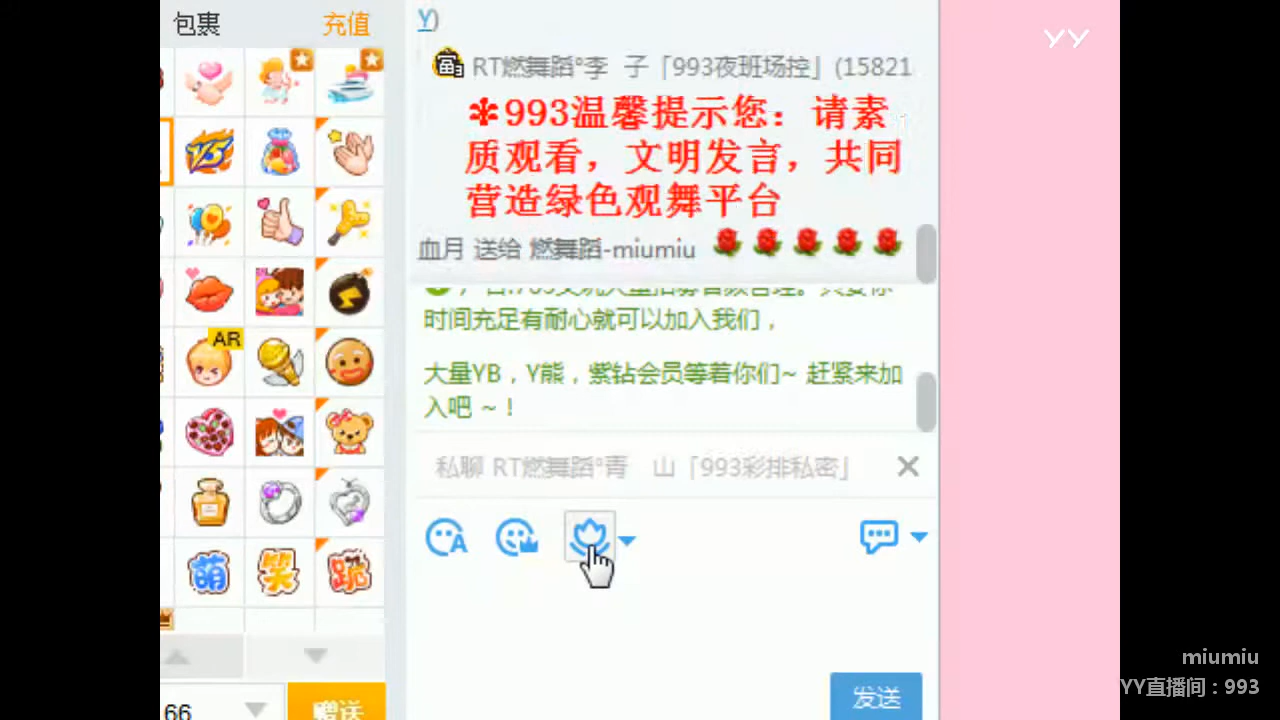 包裹
充值
VS
AR
萌
笑
跪
66
赠送
Y)
富
RT燃舞蹈°李 子「993夜班场控」(15821
✻993温馨提示您：请素
质观看，文明发言，共同
营造绿色观舞平台
血月 送给 燃舞蹈-miumiu
时间充足有耐心就可以加入我们，
大量YB，Y熊，紫钻会员等着你们~ 赶紧来加
入吧 ~！
私聊 RT燃舞蹈°青 山「993彩排私密」
发送
YY
miumiu
YY直播间：993